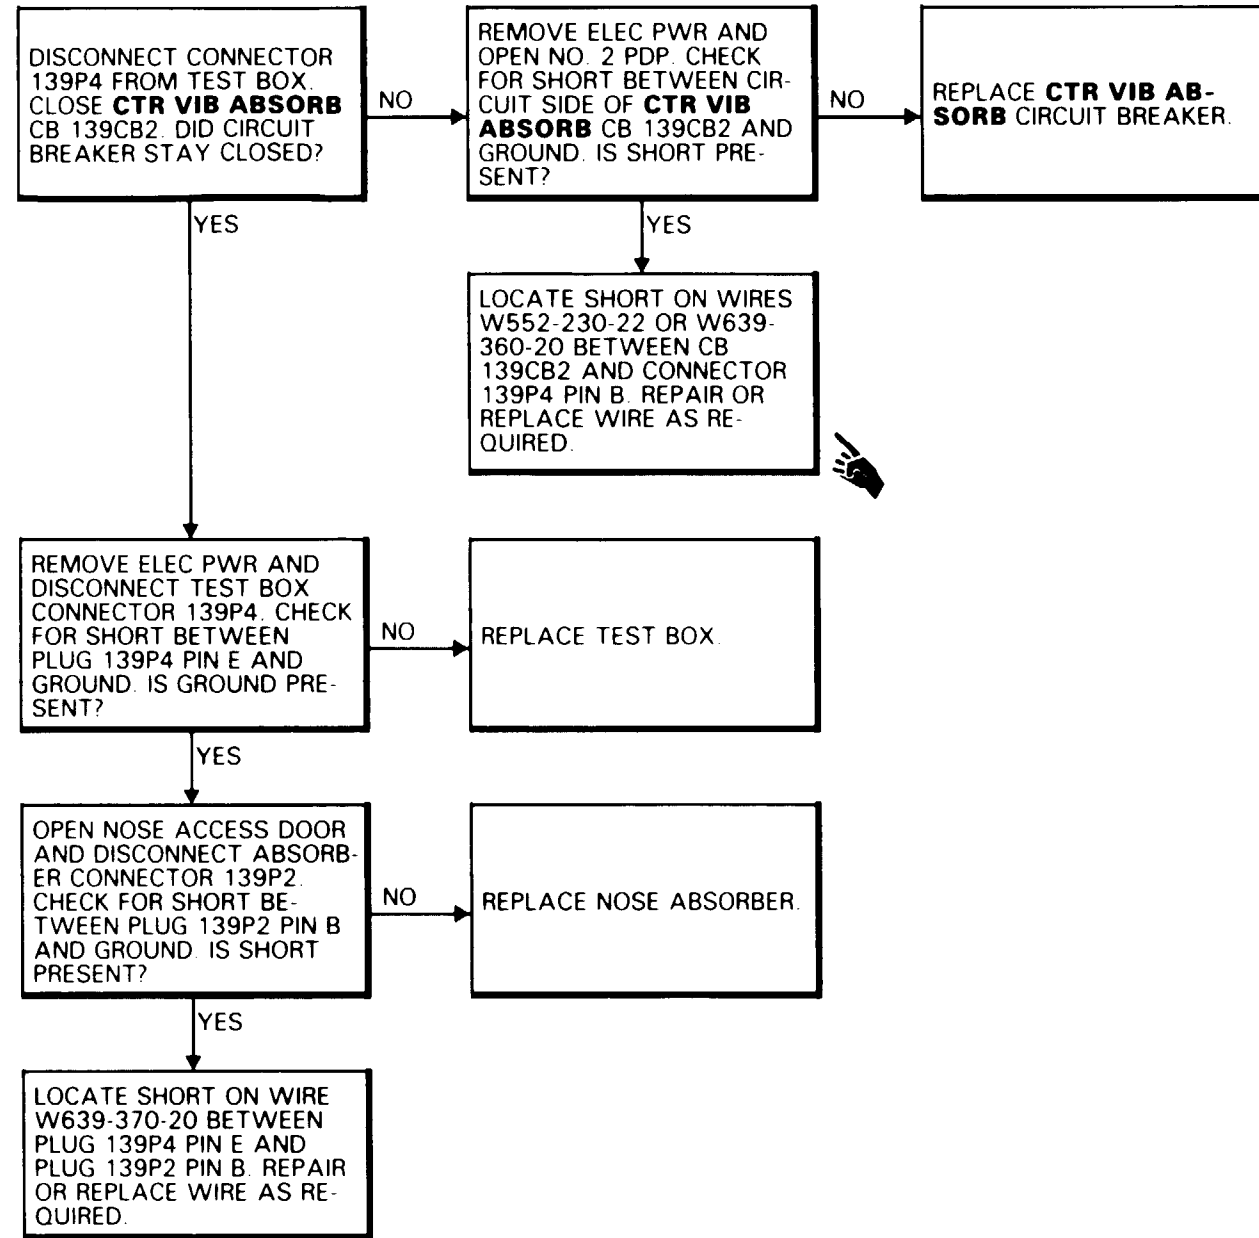 DISCONNECT CONNECTOR
139P4 FROM TEST BOX.
CLOSE CTR VIB ABSORB
CB 139CB2. DID CIRCUIT
BREAKER STAY CLOSED?
NO
REMOVE ELEC PWR AND
OPEN NO. 2 PDP. CHECK
FOR SHORT BETWEEN CIR-
CUIT SIDE OF CTR VIB
ABSORB CB 139CB2 AND
GROUND. IS SHORT PRE-
SENT?
NO
REPLACE CTR VIB AB-
SORB CIRCUIT BREAKER.
YES
YES
LOCATE SHORT ON WIRES
W552-230-22 OR W639-
360-20 BETWEEN CB
139CB2 AND CONNECTOR
139P4 PIN B. REPAIR OR
REPLACE WIRE AS RE-
QUIRED.
REMOVE ELEC PWR AND
DISCONNECT TEST BOX
CONNECTOR 139P4. CHECK
FOR SHORT BETWEEN
PLUG 139P4 PIN E AND
GROUND. IS GROUND PRE-
SENT?
NO
REPLACE TEST BOX.
YES
OPEN NOSE ACCESS DOOR
AND DISCONNECT ABSORB-
ER CONNECTOR 139P2.
CHECK FOR SHORT BE-
TWEEN PLUG 139P2 PIN B
AND GROUND. IS SHORT
PRESENT?
NO
REPLACE NOSE ABSORBER.
YES
LOCATE SHORT ON WIRE
W639-370-20 BETWEEN
PLUG 139P4 PIN E AND
PLUG 139P2 PIN B. REPAIR
OR REPLACE WIRE AS RE-
QUIRED.